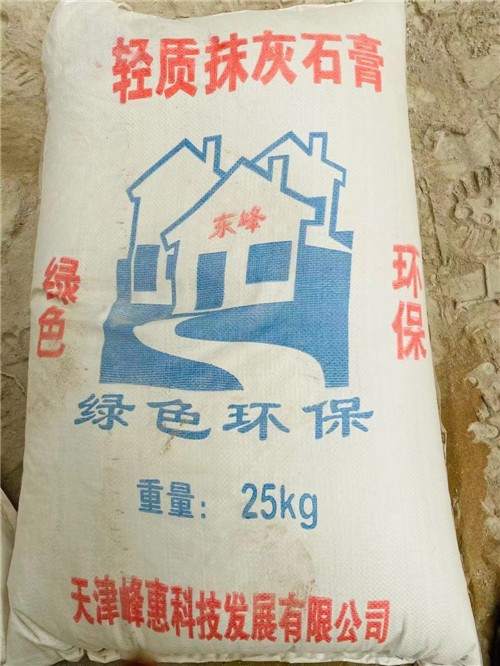 轻质抹灰石膏
东峰
绿色
环保
绿色环保
重量：25kg
天津峰惠科技发展有限公司